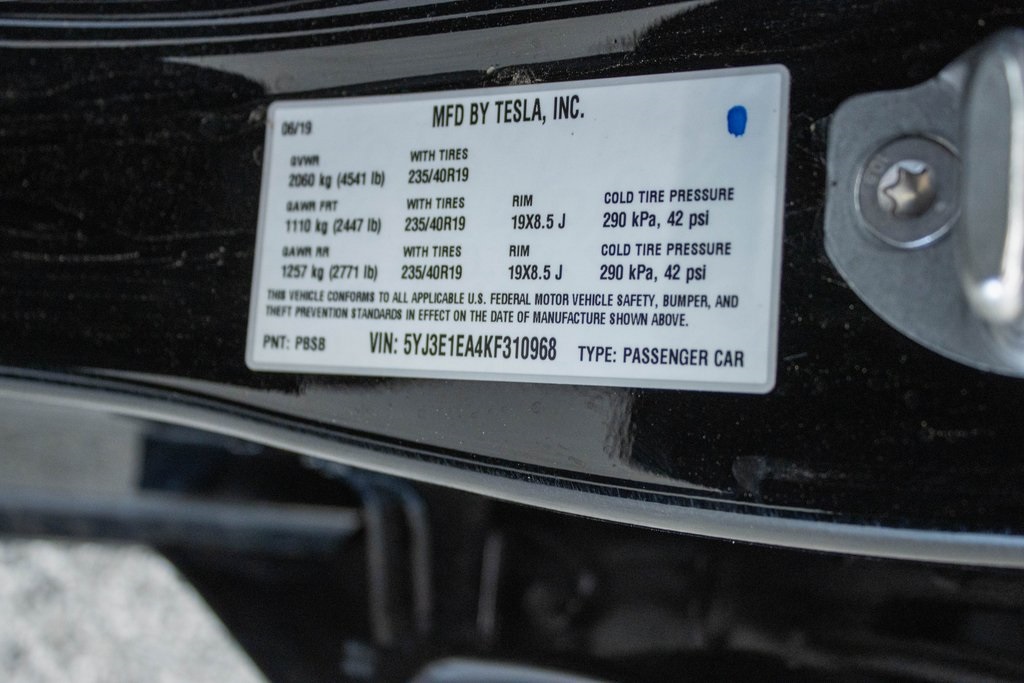 MFD BY TESLA, INC.
06/19
GVWR WITH TIRES
2060 kg (4541 lb) 235/40R19
GAWR FRT WITH TIRES RIM COLD TIRE PRESSURE
1110 kg (2447 lb) 235/40R19 19X8.5 J 290 kPa, 42 psi
GAWR RR WITH TIRES RIM COLD TIRE PRESSURE
1257 kg (2771 lb) 235/40R19 19X8.5 J 290 kPa, 42 psi
THIS VEHICLE CONFORMS TO ALL APPLICABLE U.S. FEDERAL MOTOR VEHICLE SAFETY, BUMPER, AND
THEFT PREVENTION STANDARDS IN EFFECT ON THE DATE OF MANUFACTURE SHOWN ABOVE.
PNT: PBSB VIN: 5YJ3E1EA4KF310968 TYPE: PASSENGER CAR